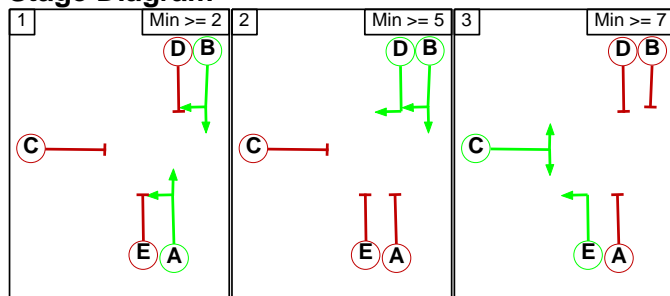 Stage Diagram
1 Min >= 2 2 Min >= 5 3 Min >= 7
D B D B D B
C C C
E A E A E A